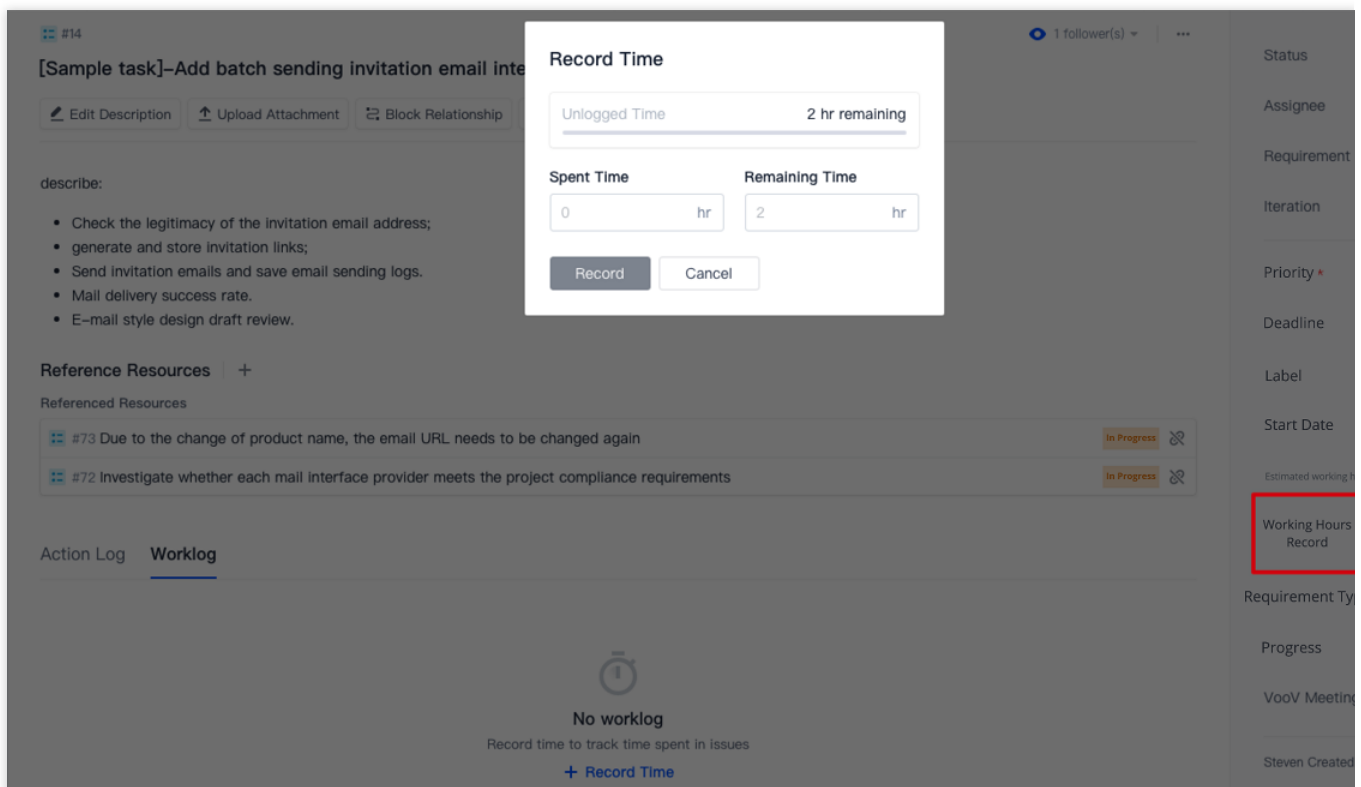 #14
1 follower(s)
[Sample task]–Add batch sending invitation email inte
Edit Description
Upload Attachment
Block Relationship
describe:
• Check the legitimacy of the invitation email address;
• generate and store invitation links;
• Send invitation emails and save email sending logs.
• Mail delivery success rate.
• E–mail style design draft review.
Reference Resources
Referenced Resources
#73 Due to the change of product name, the email URL needs to be changed again
In Progress
#72 Investigate whether each mail interface provider meets the project compliance requirements
In Progress
Action Log
Worklog
No worklog
Record time to track time spent in issues
+ Record Time
Record Time
Unlogged Time
2 hr remaining
Spent Time
Remaining Time
0 hr
2 hr
Record
Cancel
Status
Assignee
Requirement
Iteration
Priority *
Deadline
Label
Start Date
Estimated working h
Working Hours
Record
Requirement Ty
Progress
VooV Meeting
Steven Created